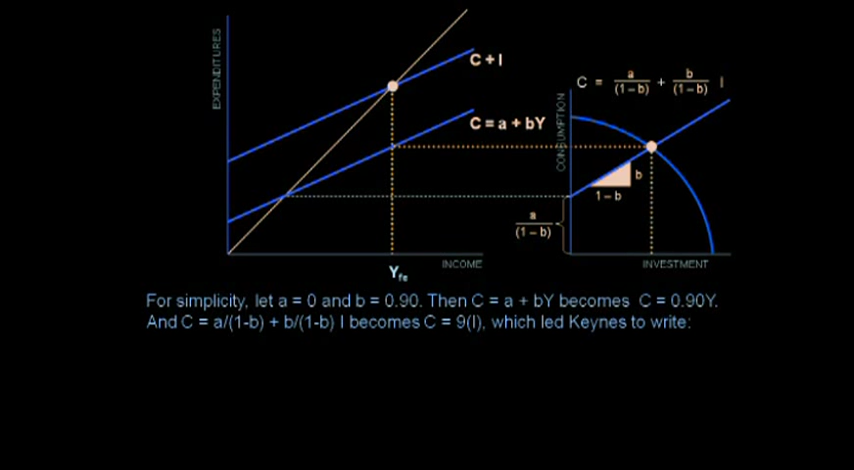 EXPENDITURES
C + I
C = a + bY
INCOME
Yfe
CONSUMPTION
C = a/(1 – b) + b/(1 – b) I
b
1 – b
a/(1 – b)
INVESTMENT
For simplicity, let a = 0 and b = 0.90. Then C = a + bY becomes C = 0.90Y.
And C = a/(1-b) + b/(1-b) I becomes C = 9(I), which led Keynes to write: